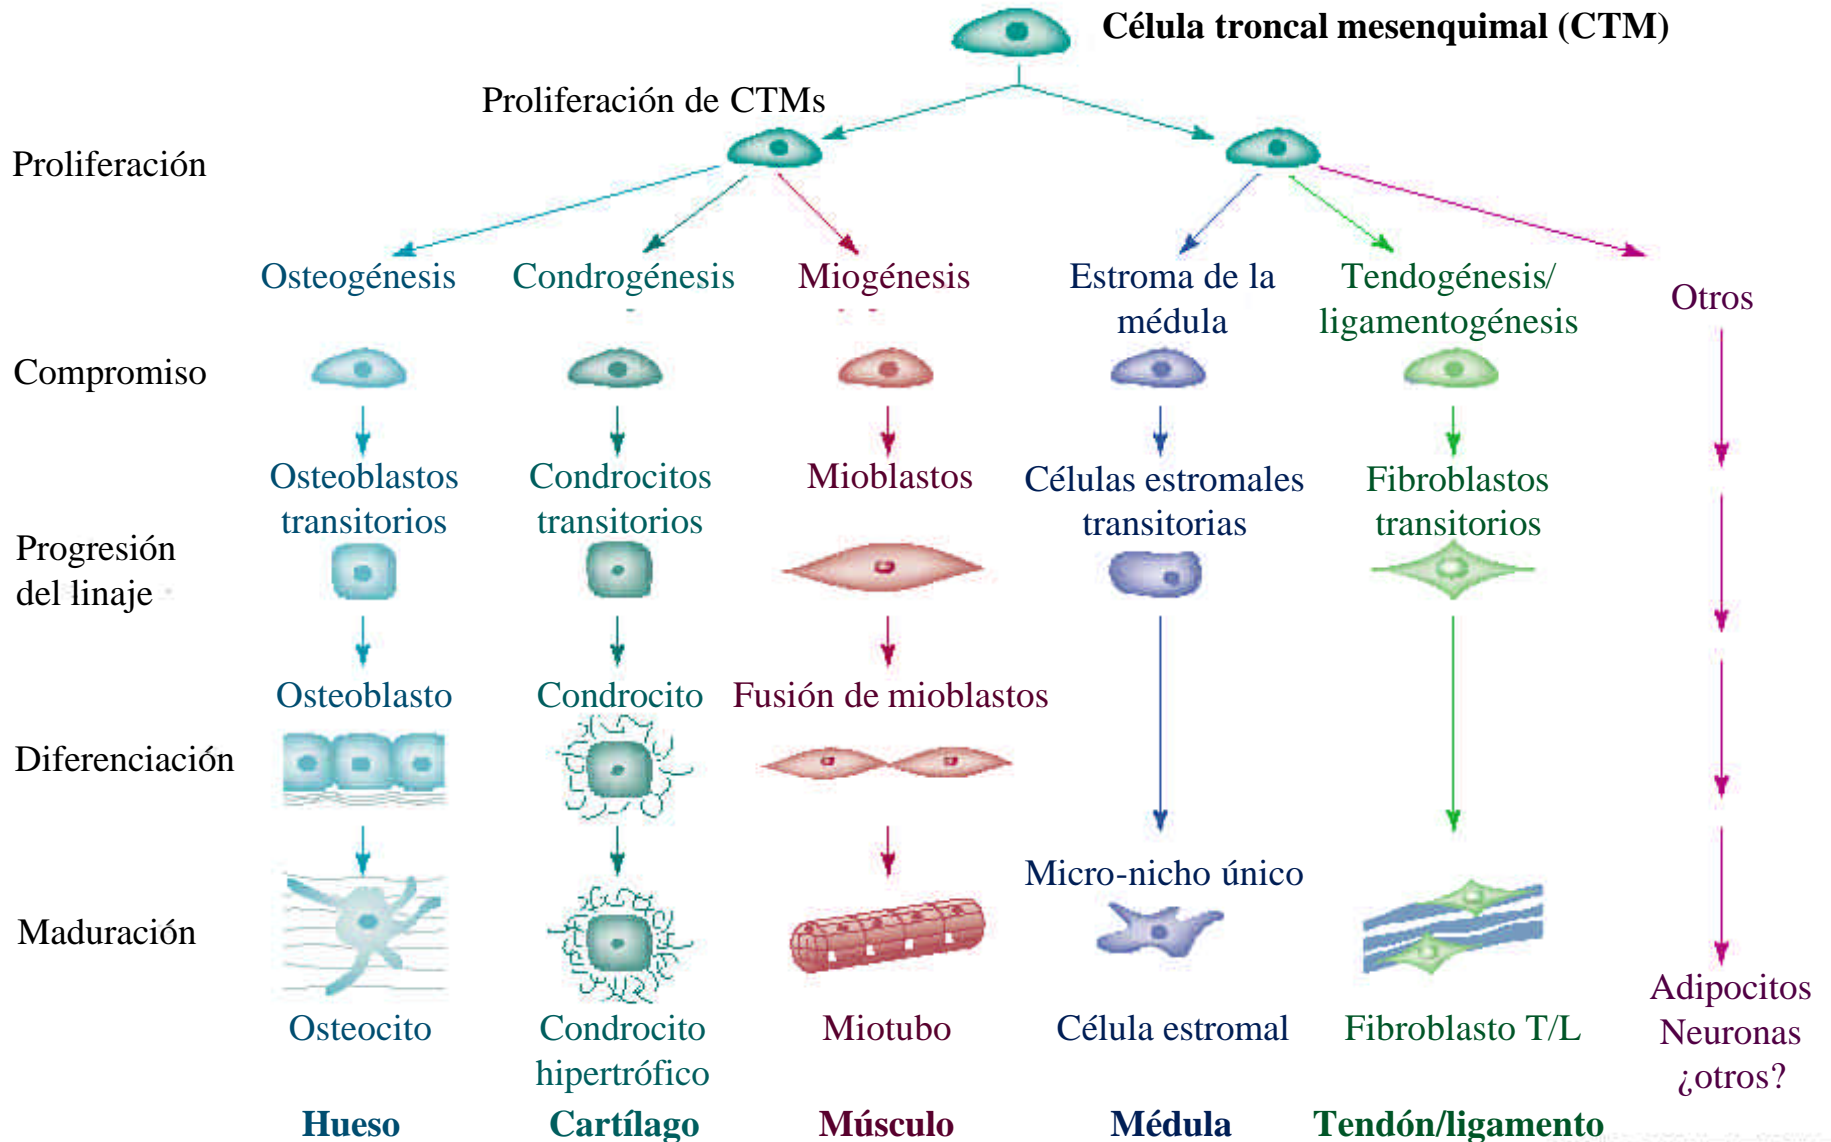 Célula troncal mesenquimal (CTM)
Proliferación de CTMs
Proliferación
Osteogénesis
Condrogénesis
Miogénesis
Estroma de la
médula
Tendogénesis/
ligamentogénesis
Otros
Compromiso
Osteoblastos
transitorios
Condrocitos
transitorios
Mioblastos
Células estromales
transitorias
Fibroblastos
transitorios
Progresión
del linaje
Osteoblasto
Condrocito
Fusión de mioblastos
Diferenciación
Micro-nicho único
Maduración
Osteocito
Condrocito
hipertrófico
Miotubo
Célula estromal
Fibroblasto T/L
Adipocitos
Neuronas
¿otros?
Hueso
Cartílago
Músculo
Médula
Tendón/ligamento